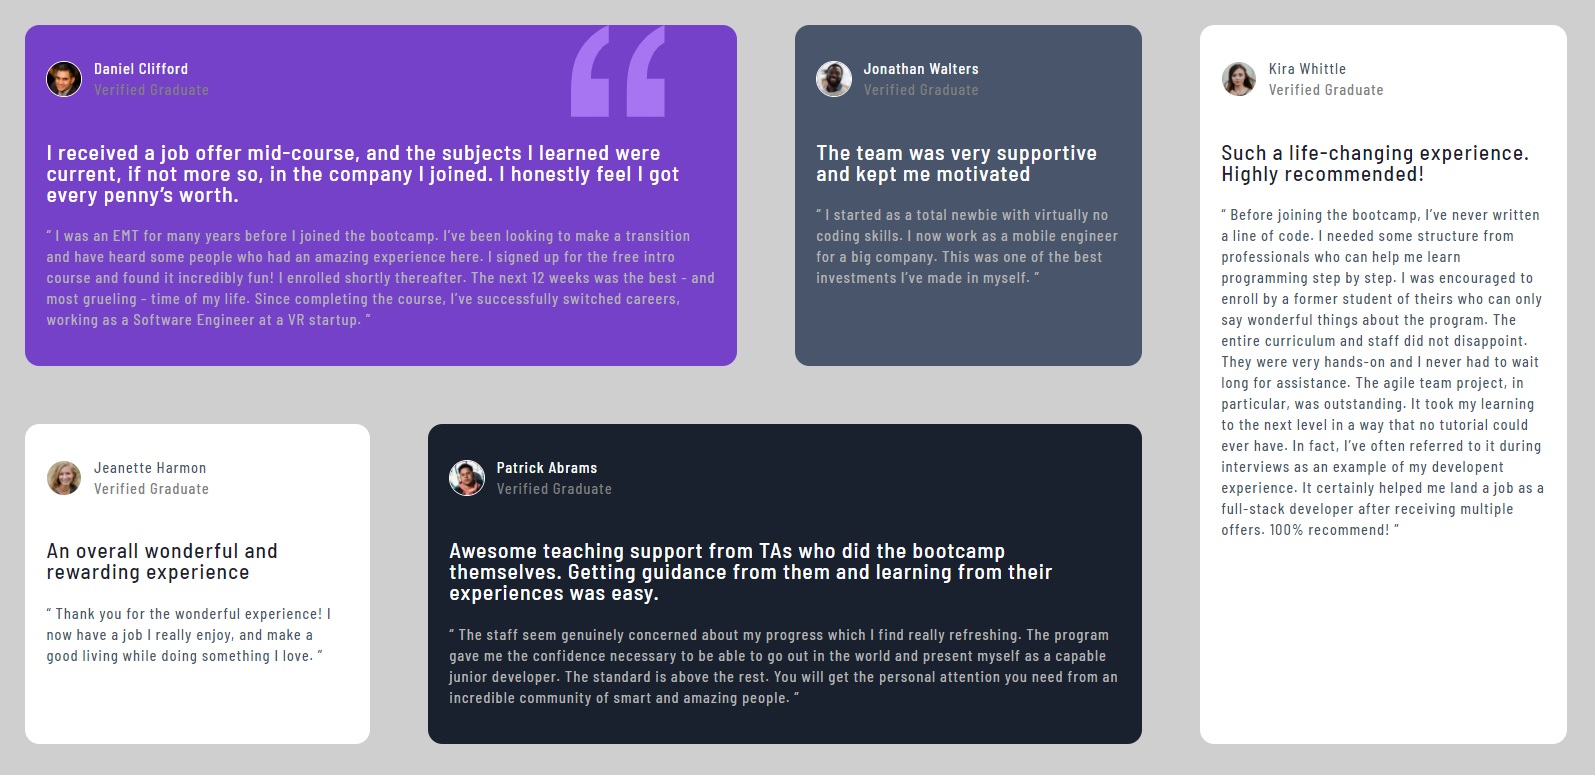 Daniel Clifford
Verified Graduate
I received a job offer mid-course, and the subjects I learned were
current, if not more so, in the company I joined. I honestly feel I got
every penny’s worth.
“ I was an EMT for many years before I joined the bootcamp. I’ve been looking to make a transition
and have heard some people who had an amazing experience here. I signed up for the free intro
course and found it incredibly fun! I enrolled shortly thereafter. The next 12 weeks was the best - and
most grueling - time of my life. Since completing the course, I’ve successfully switched careers,
working as a Software Engineer at a VR startup. ”
Jonathan Walters
Verified Graduate
The team was very supportive
and kept me motivated
“ I started as a total newbie with virtually no
coding skills. I now work as a mobile engineer
for a big company. This was one of the best
investments I’ve made in myself. ”
Kira Whittle
Verified Graduate
Such a life-changing experience.
Highly recommended!
“ Before joining the bootcamp, I’ve never written
a line of code. I needed some structure from
professionals who can help me learn
programming step by step. I was encouraged to
enroll by a former student of theirs who can only
say wonderful things about the program. The
entire curriculum and staff did not disappoint.
They were very hands-on and I never had to wait
long for assistance. The agile team project, in
particular, was outstanding. It took my learning
to the next level in a way that no tutorial could
ever have. In fact, I’ve often referred to it during
interviews as an example of my developent
experience. It certainly helped me land a job as a
full-stack developer after receiving multiple
offers. 100% recommend! ”
Jeanette Harmon
Verified Graduate
An overall wonderful and
rewarding experience
“ Thank you for the wonderful experience! I
now have a job I really enjoy, and make a
good living while doing something I love. ”
Patrick Abrams
Verified Graduate
Awesome teaching support from TAs who did the bootcamp
themselves. Getting guidance from them and learning from their
experiences was easy.
“ The staff seem genuinely concerned about my progress which I find really refreshing. The program
gave me the confidence necessary to be able to go out in the world and present myself as a capable
junior developer. The standard is above the rest. You will get the personal attention you need from an
incredible community of smart and amazing people. ”